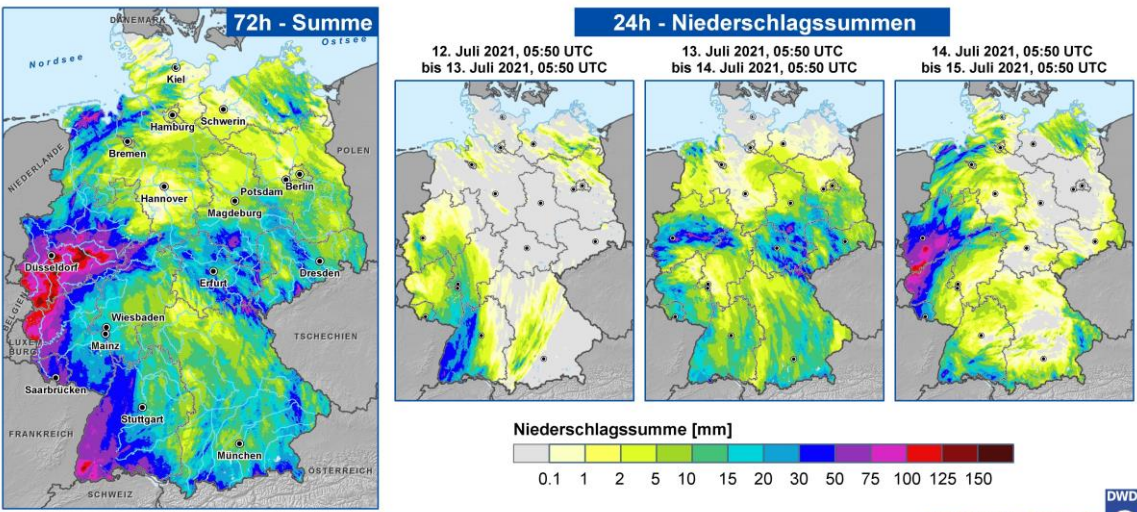 72h - Summe
DÄNEMARK
Nordsee
Ostsee
Kiel
Schwerin
Hamburg
Bremen
POLEN
NIEDERLANDE
Potsdam
Berlin
Hannover
Magdeburg
Düsseldorf
Dresden
Erfurt
BELGIEN
Wiesbaden
LUXEM
BURG
Mainz
TSCHECHIEN
Saarbrücken
Stuttgart
FRANKREICH
München
ÖSTERREICH
SCHWEIZ
24h - Niederschlagssummen
12. Juli 2021, 05:50 UTC
bis 13. Juli 2021, 05:50 UTC
13. Juli 2021, 05:50 UTC
bis 14. Juli 2021, 05:50 UTC
14. Juli 2021, 05:50 UTC
bis 15. Juli 2021, 05:50 UTC
Niederschlagssumme [mm]
0.1 1 2 5 10 15 20 30 50 75 100 125 150
DWD